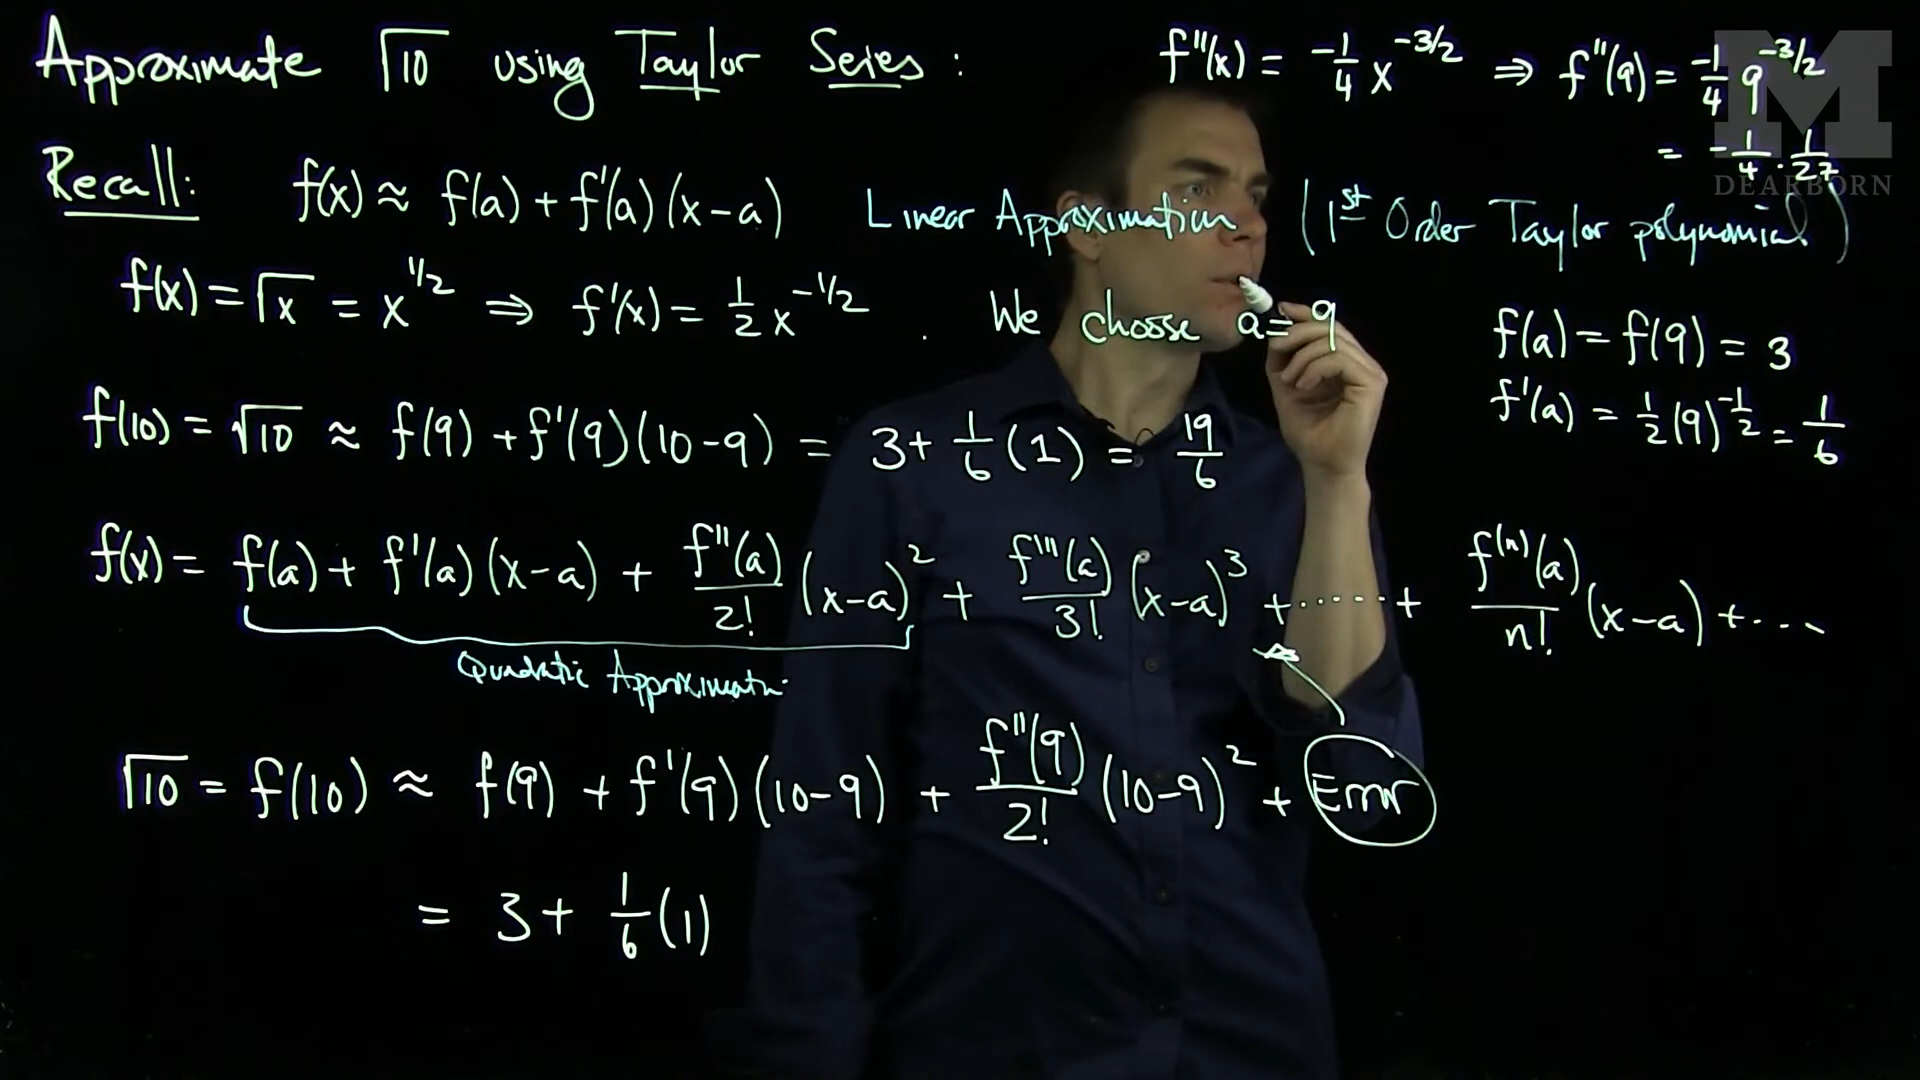 Approximate √10 using Taylor Series :
f''(x) = -1/4 x^(-3/2) ⇒ f''(9) = -1/4 9^(-3/2)
= -1/4 · 1/27
M
DEARBORN
Recall: f(x) ≈ f(a) + f'(a) (x-a) Linear Approximation (1st Order Taylor polynomial)
f(x) = √x = x^(1/2) ⇒ f'(x) = 1/2 x^(-1/2) . We choose a = 9
f(a) = f(9) = 3
f'(a) = 1/2 (9)^(-1/2) = 1/6
f(10) = √10 ≈ f(9) + f'(9) (10-9) = 3 + 1/6 (1) = 19/6
f(x) = f(a) + f'(a) (x-a) + f''(a)/2! (x-a)^2 + f'''(a)/3! (x-a)^3 + ...... + f^(n)(a)/n! (x-a) + ...
Quadratic Approximati
√10 = f(10) ≈ f(9) + f'(9) (10-9) + f''(9)/2! (10-9)^2 + Error
= 3 + 1/6 (1)